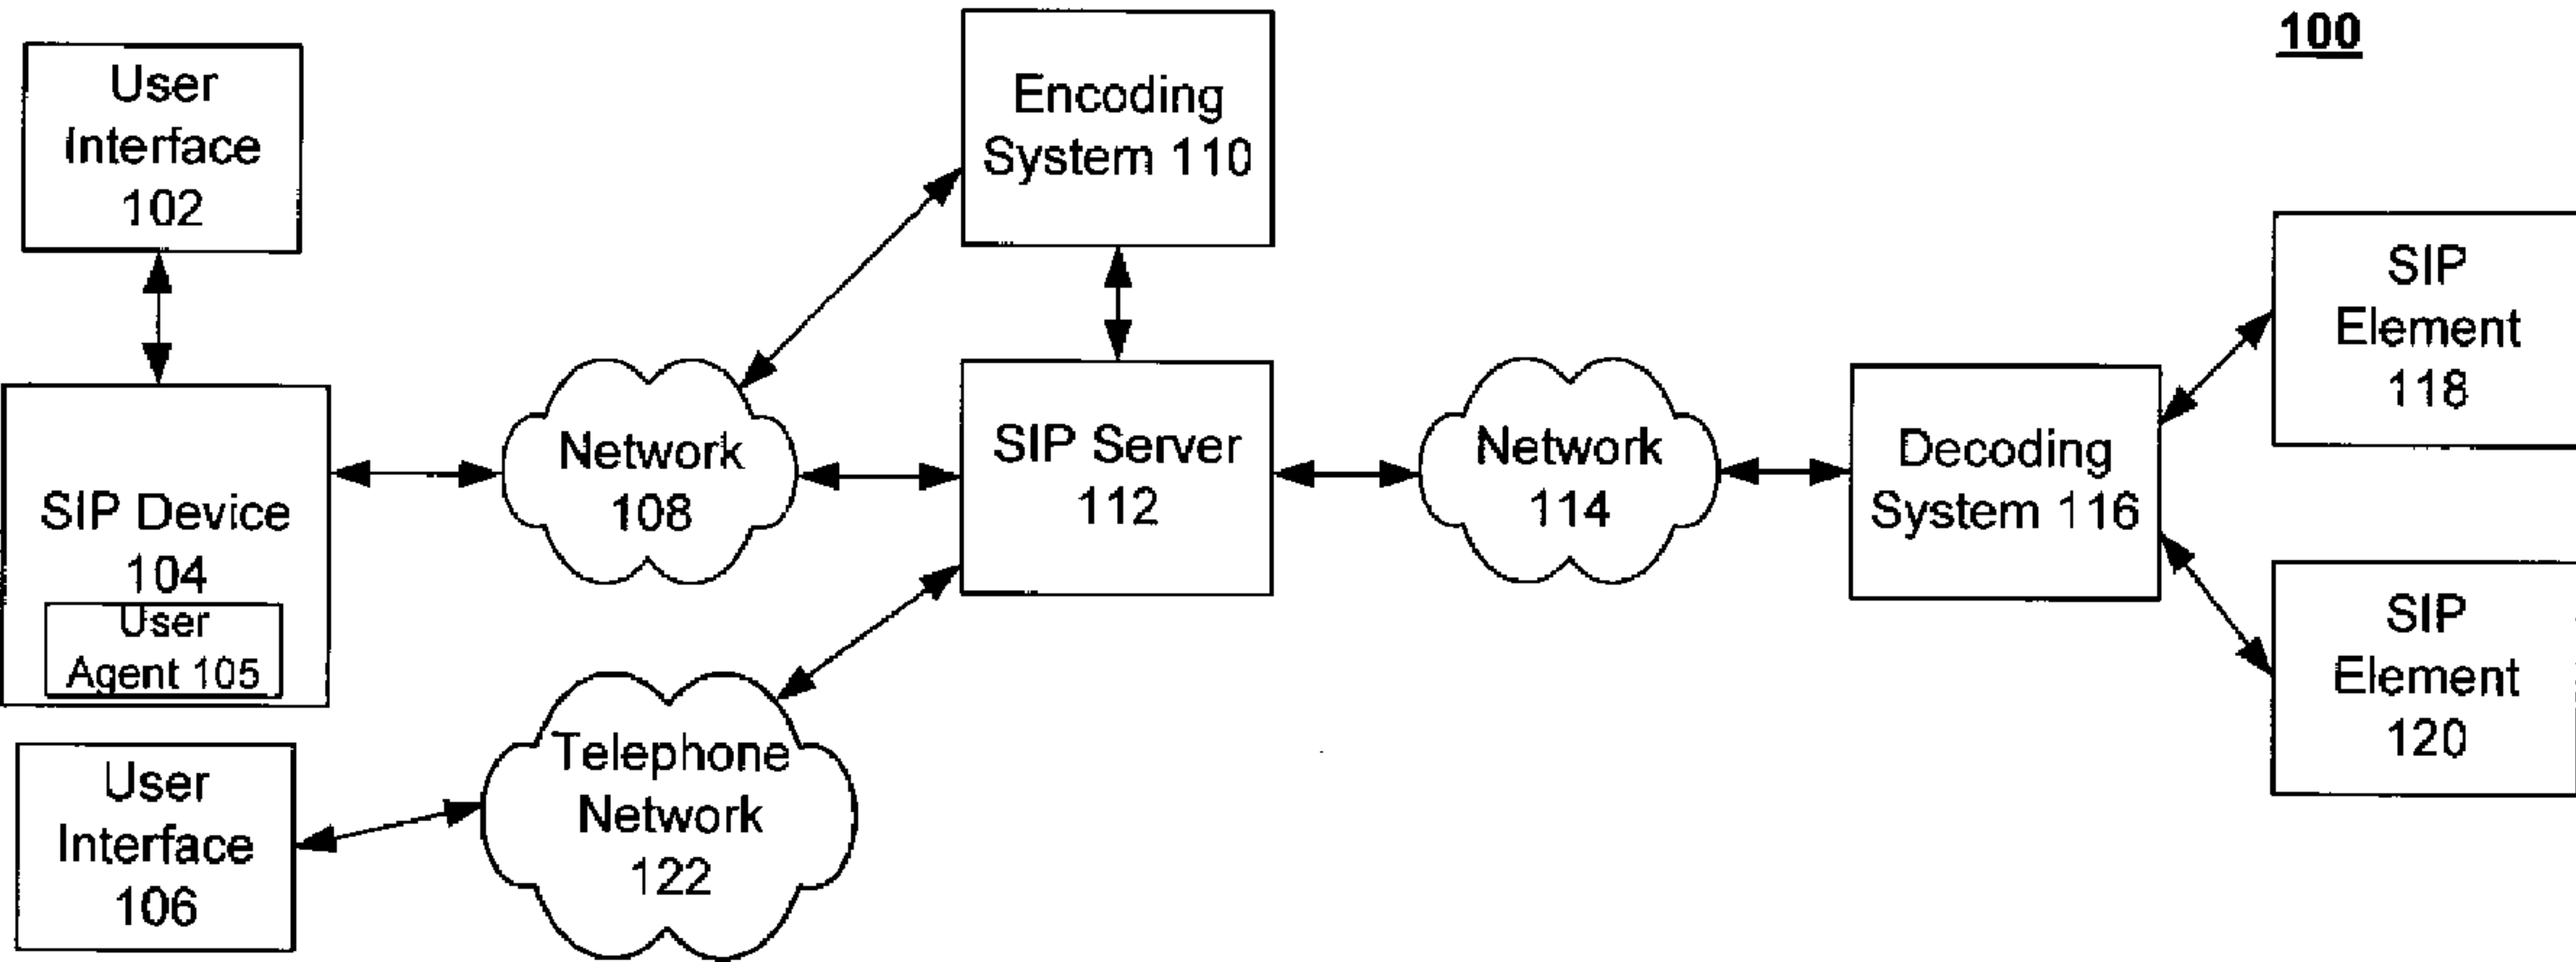 100
User
Interface
102
Encoding
System 110
SIP
Element
118
SIP Device
104
User
Agent 105
Network
108
SIP Server
112
Network
114
Decoding
System 116
SIP
Element
120
User
Interface
106
Telephone
Network
122